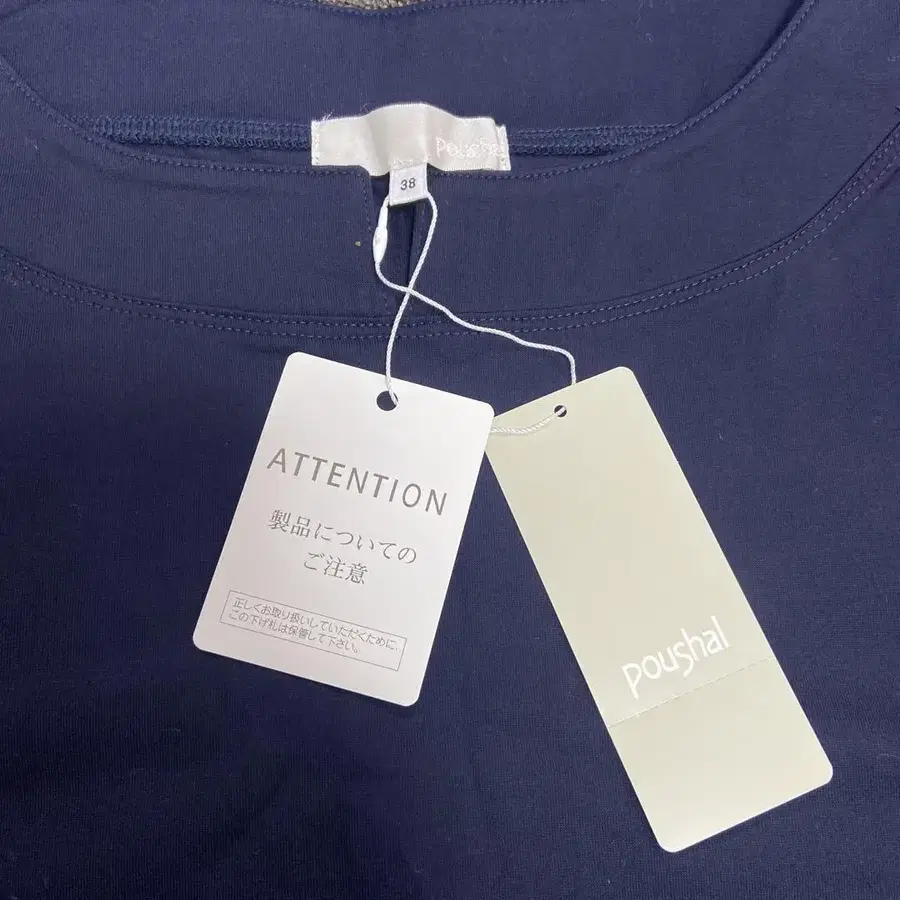 poushal
38
ATTENTION
製品についての
ご注意
正しくお取り扱いしていただくために、
この下げ札は保管して下さい。
poushal